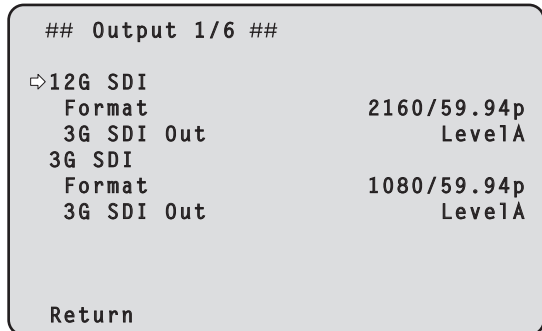 ## Output 1/6 ##
⇨12G SDI
Format 2160/59.94p
3G SDI Out LevelA
3G SDI
Format 1080/59.94p
3G SDI Out LevelA
Return